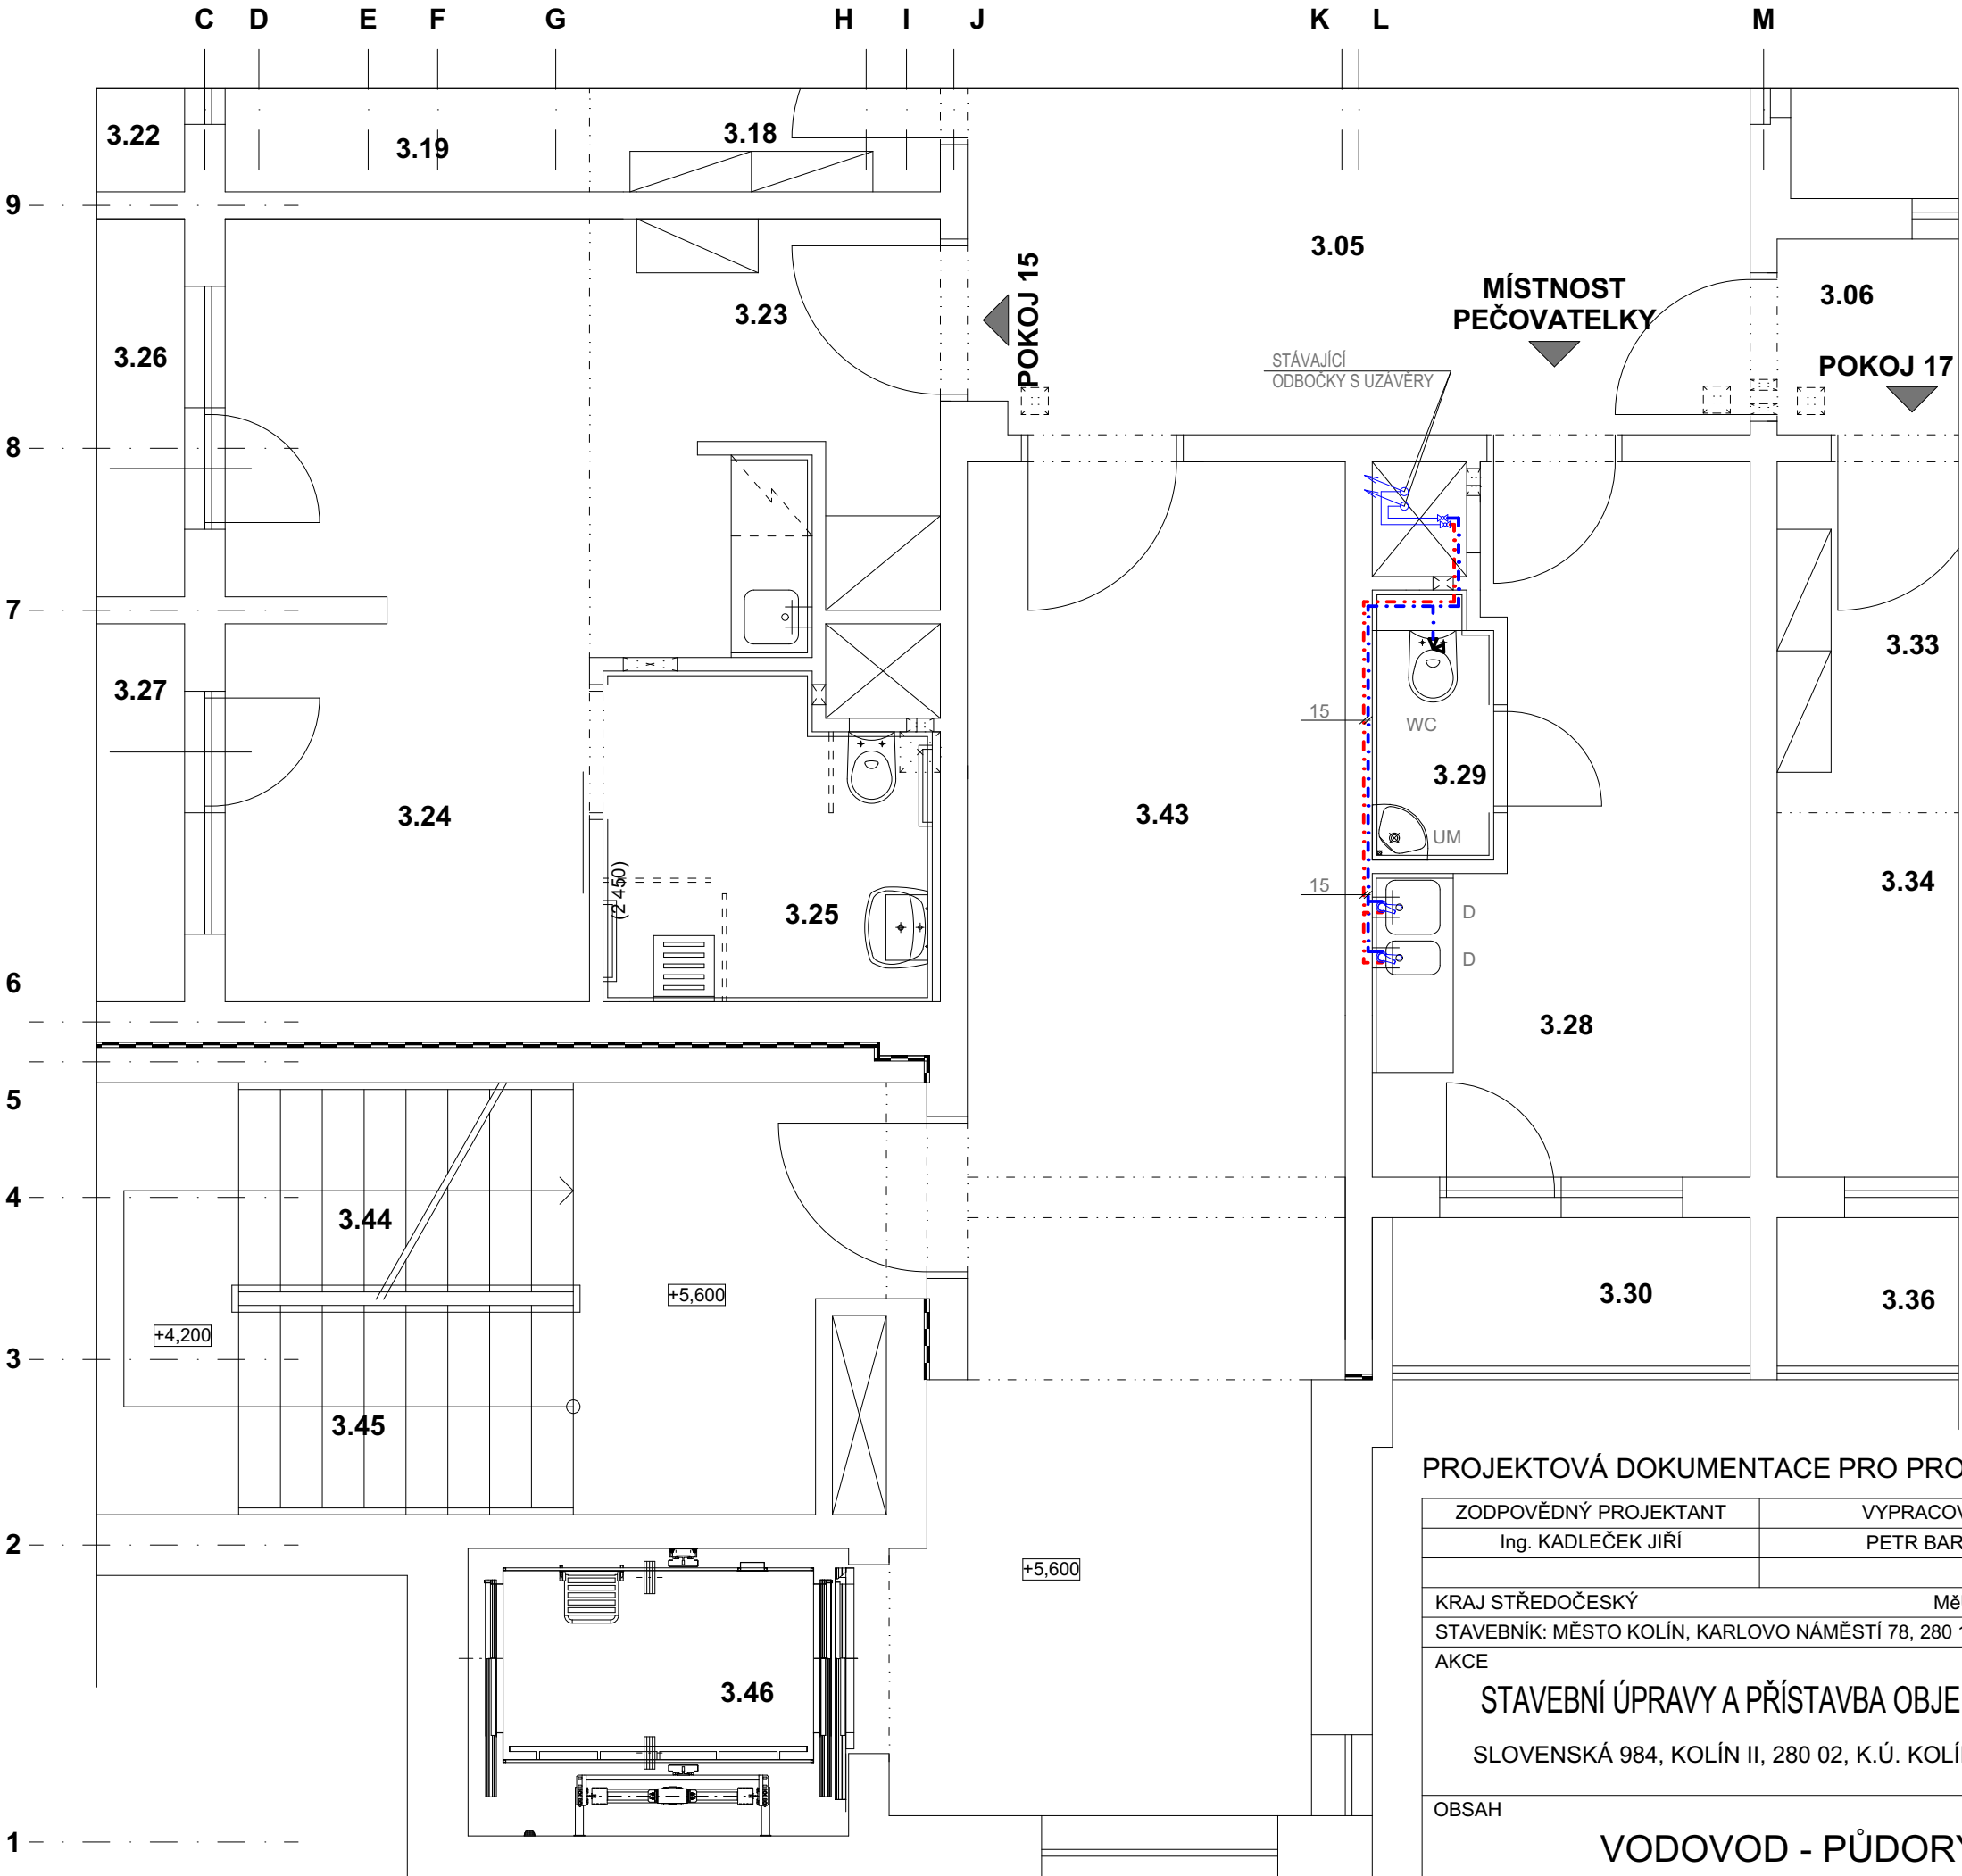 C D E F G H I J K L M
3.22
3.19
3.18
9
3.05
3.23
POKOJ 15
MÍSTNOST
PEČOVATELKY
3.06
3.26
STÁVAJÍCÍ
ODBOČKY S UZÁVĚRY
POKOJ 17
8
7
3.33
3.27
15
WC
3.29
3.24
3.43
UM
(2 450)
3.25
15
3.34
D
D
6
3.28
5
4
3.44
+5,600
3.30
3.36
+4,200
3
3.45
PROJEKTOVÁ DOKUMENTACE PRO PRO
ZODPOVĚDNÝ PROJEKTANT VYPRACOV
Ing. KADLEČEK JIŘÍ PETR BAR
2
+5,600
KRAJ STŘEDOČESKÝ Mě
STAVEBNÍK: MĚSTO KOLÍN, KARLOVO NÁMĚSTÍ 78, 280 1
AKCE
3.46
STAVEBNÍ ÚPRAVY A PŘÍSTAVBA OBJE
SLOVENSKÁ 984, KOLÍN II, 280 02, K.Ú. KOLÍ
OBSAH
1
VODOVOD - PŮDORY